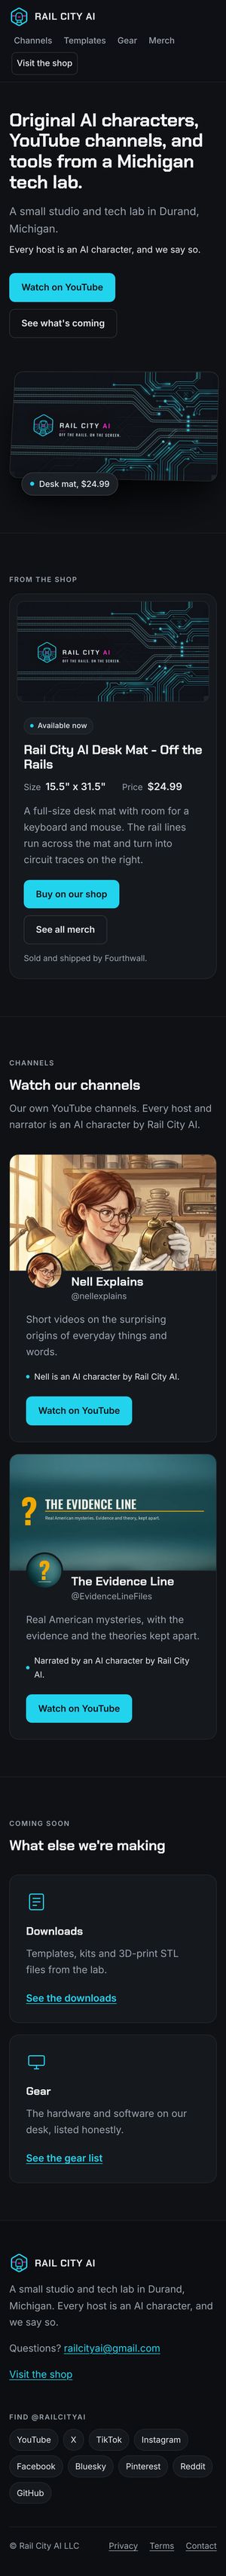 RAIL CITY AI
Channels Templates Gear Merch
Visit the shop
Original AI characters,
YouTube channels, and
tools from a Michigan
tech lab.
A small studio and tech lab in Durand,
Michigan.
Every host is an AI character, and we say so.
Watch on YouTube
See what's coming
RAIL CITY AI
OFF THE RAILS. ON THE SCREEN.
Desk mat, $24.99
FROM THE SHOP
RAIL CITY AI
OFF THE RAILS. ON THE SCREEN.
Available now
Rail City AI Desk Mat - Off the
Rails
Size 15.5" x 31.5" Price $24.99
A full-size desk mat with room for a
keyboard and mouse. The rail lines
run across the mat and turn into
circuit traces on the right.
Buy on our shop
See all merch
Sold and shipped by Fourthwall.
CHANNELS
Watch our channels
Our own YouTube channels. Every host and
narrator is an AI character by Rail City AI.
Nell Explains
@nellexplains
Short videos on the surprising
origins of everyday things and
words.
Nell is an AI character by Rail City AI.
Watch on YouTube
? THE EVIDENCE LINE
Real American mysteries. Evidence and theory, kept apart.
?
The Evidence Line
@EvidenceLineFiles
Real American mysteries, with the
evidence and the theories kept apart.
Narrated by an AI character by Rail City
AI.
Watch on YouTube
COMING SOON
What else we're making
Downloads
Templates, kits and 3D-print STL
files from the lab.
See the downloads
Gear
The hardware and software on our
desk, listed honestly.
See the gear list
RAIL CITY AI
A small studio and tech lab in Durand,
Michigan. Every host is an AI character, and
we say so.
Questions? railcityai@gmail.com
Visit the shop
FIND @RAILCITYAI
YouTube X TikTok Instagram
Facebook Bluesky Pinterest Reddit
GitHub
© Rail City AI LLC Privacy Terms Contact